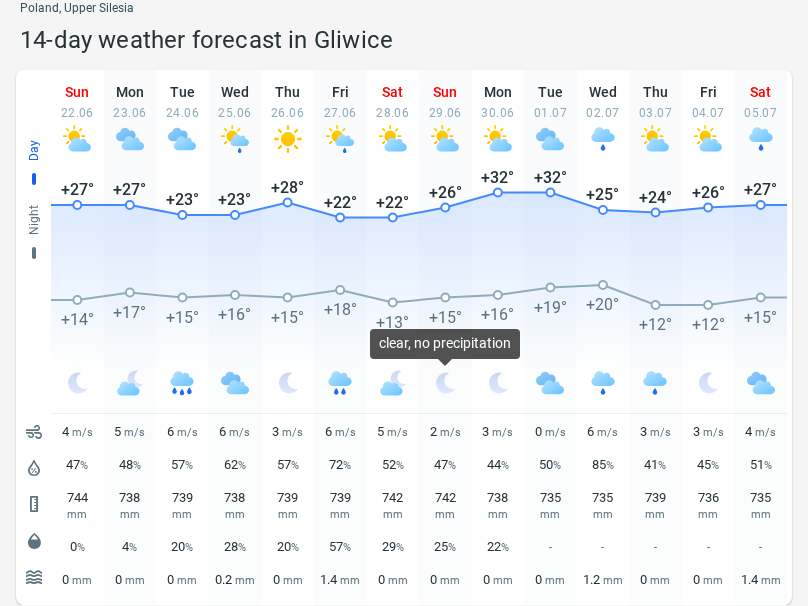 Poland, Upper Silesia
14-day weather forecast in Gliwice
Sun Mon Tue Wed Thu Fri Sat Sun Mon Tue Wed Thu Fri Sat
22.06 23.06 24.06 25.06 26.06 27.06 28.06 29.06 30.06 01.07 02.07 03.07 04.07 05.07
Day
+27° +27° +23° +23° +28° +22° +22° +26° +32° +32° +25° +24° +26° +27°
Night
+14° +17° +15° +16° +15° +18° +13° +15° +16° +19° +20° +12° +12° +15°
clear, no precipitation
4 m/s 5 m/s 6 m/s 6 m/s 3 m/s 6 m/s 5 m/s 2 m/s 3 m/s 0 m/s 6 m/s 3 m/s 3 m/s 4 m/s
47% 48% 57% 62% 57% 72% 52% 47% 44% 50% 85% 41% 45% 51%
744 738 739 738 739 739 742 742 738 735 735 739 736 735
mm mm mm mm mm mm mm mm mm mm mm mm mm mm
0% 4% 20% 28% 20% 57% 29% 25% 22% - - - - -
0 mm 0 mm 0 mm 0.2 mm 0 mm 1.4 mm 0 mm 0 mm 0 mm 0 mm 1.2 mm 0 mm 0 mm 1.4 mm